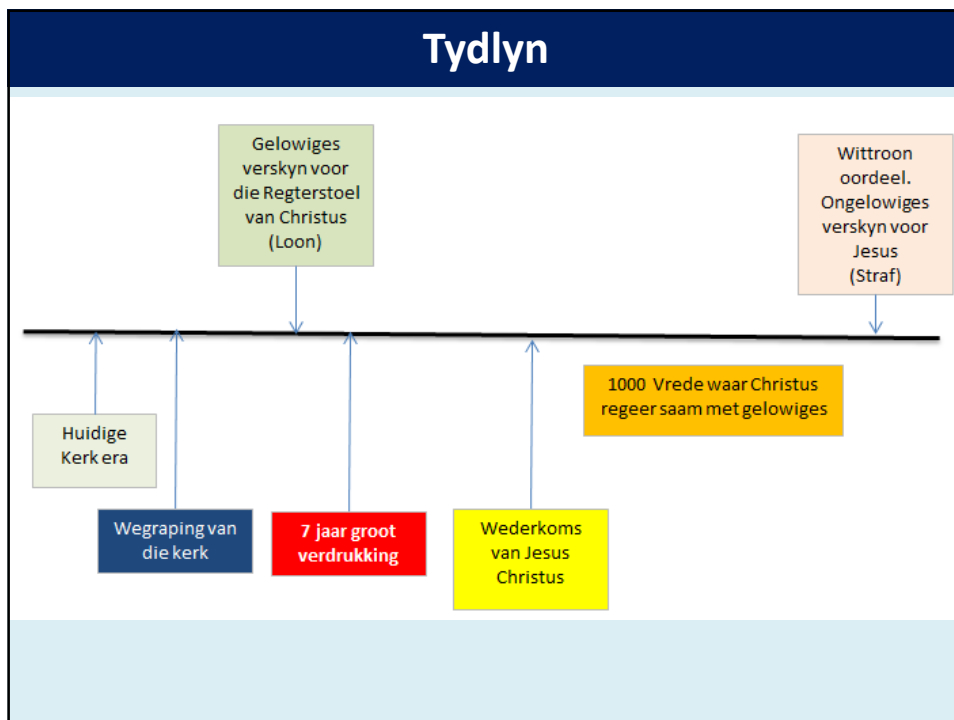 Tydlyn
Gelowiges
verskyn voor
die Regterstoel
van Christus
(Loon)
Wittroon
oordeel.
Ongelowiges
verskyn voor
Jesus
(Straf)
1000 Vrede waar Christus
regeer saam met gelowiges
Huidige
Kerk era
Wegraping van
die kerk
7 jaar groot
verdrukking
Wederkoms
van Jesus
Christus